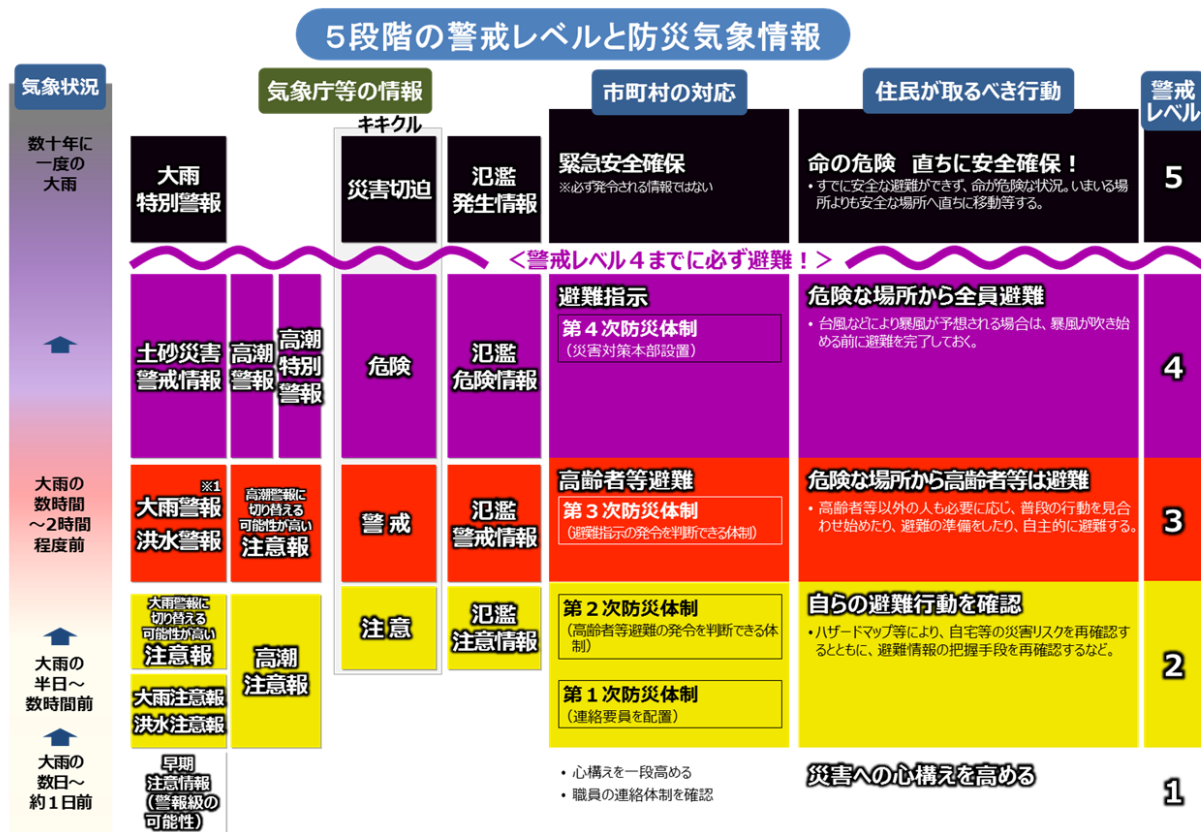 5段階の警戒レベルと防災気象情報
気象状況
気象庁等の情報
市町村の対応
住民が取るべき行動
警戒
レベル
キキクル
数十年に
一度の
大雨
大雨
特別警報
災害切迫
氾濫
発生情報
緊急安全確保
※必ず発令される情報ではない
命の危険 直ちに安全確保！
・すでに安全な避難ができず、命が危険な状況。いまいる場
所よりも安全な場所へ直ちに移動等する。
5
＜警戒レベル４までに必ず避難！＞
土砂災害
警戒情報
高潮
警報
高潮
特別
警報
危険
氾濫
危険情報
避難指示
第４次防災体制
（災害対策本部設置）
危険な場所から全員避難
・台風などにより暴風が予想される場合は、暴風が吹き始
める前に避難を完了しておく。
4
大雨の
数時間
～2時間
程度前
※1
大雨警報
洪水警報
高潮警報に
切り替える
可能性が高い
注意報
警戒
氾濫
警戒情報
高齢者等避難
第３次防災体制
（避難指示の発令を判断できる体制）
危険な場所から高齢者等は避難
・高齢者等以外の人も必要に応じ、普段の行動を見合
わせ始めたり、避難の準備をしたり、自主的に避難する。
3
大雨の
半日～
数時間前
大雨警報に
切り替える
可能性が高い
注意報
大雨注意報
洪水注意報
高潮
注意報
注意
氾濫
注意情報
第２次防災体制
（高齢者等避難の発令を判断できる体
制）
第１次防災体制
（連絡要員を配置）
自らの避難行動を確認
・ハザードマップ等により、自宅等の災害リスクを再確認す
るとともに、避難情報の把握手段を再確認するなど。
2
大雨の
数日～
約１日前
早期
注意情報
（警報級の
可能性）
・心構えを一段高める
・職員の連絡体制を確認
災害への心構えを高める
1